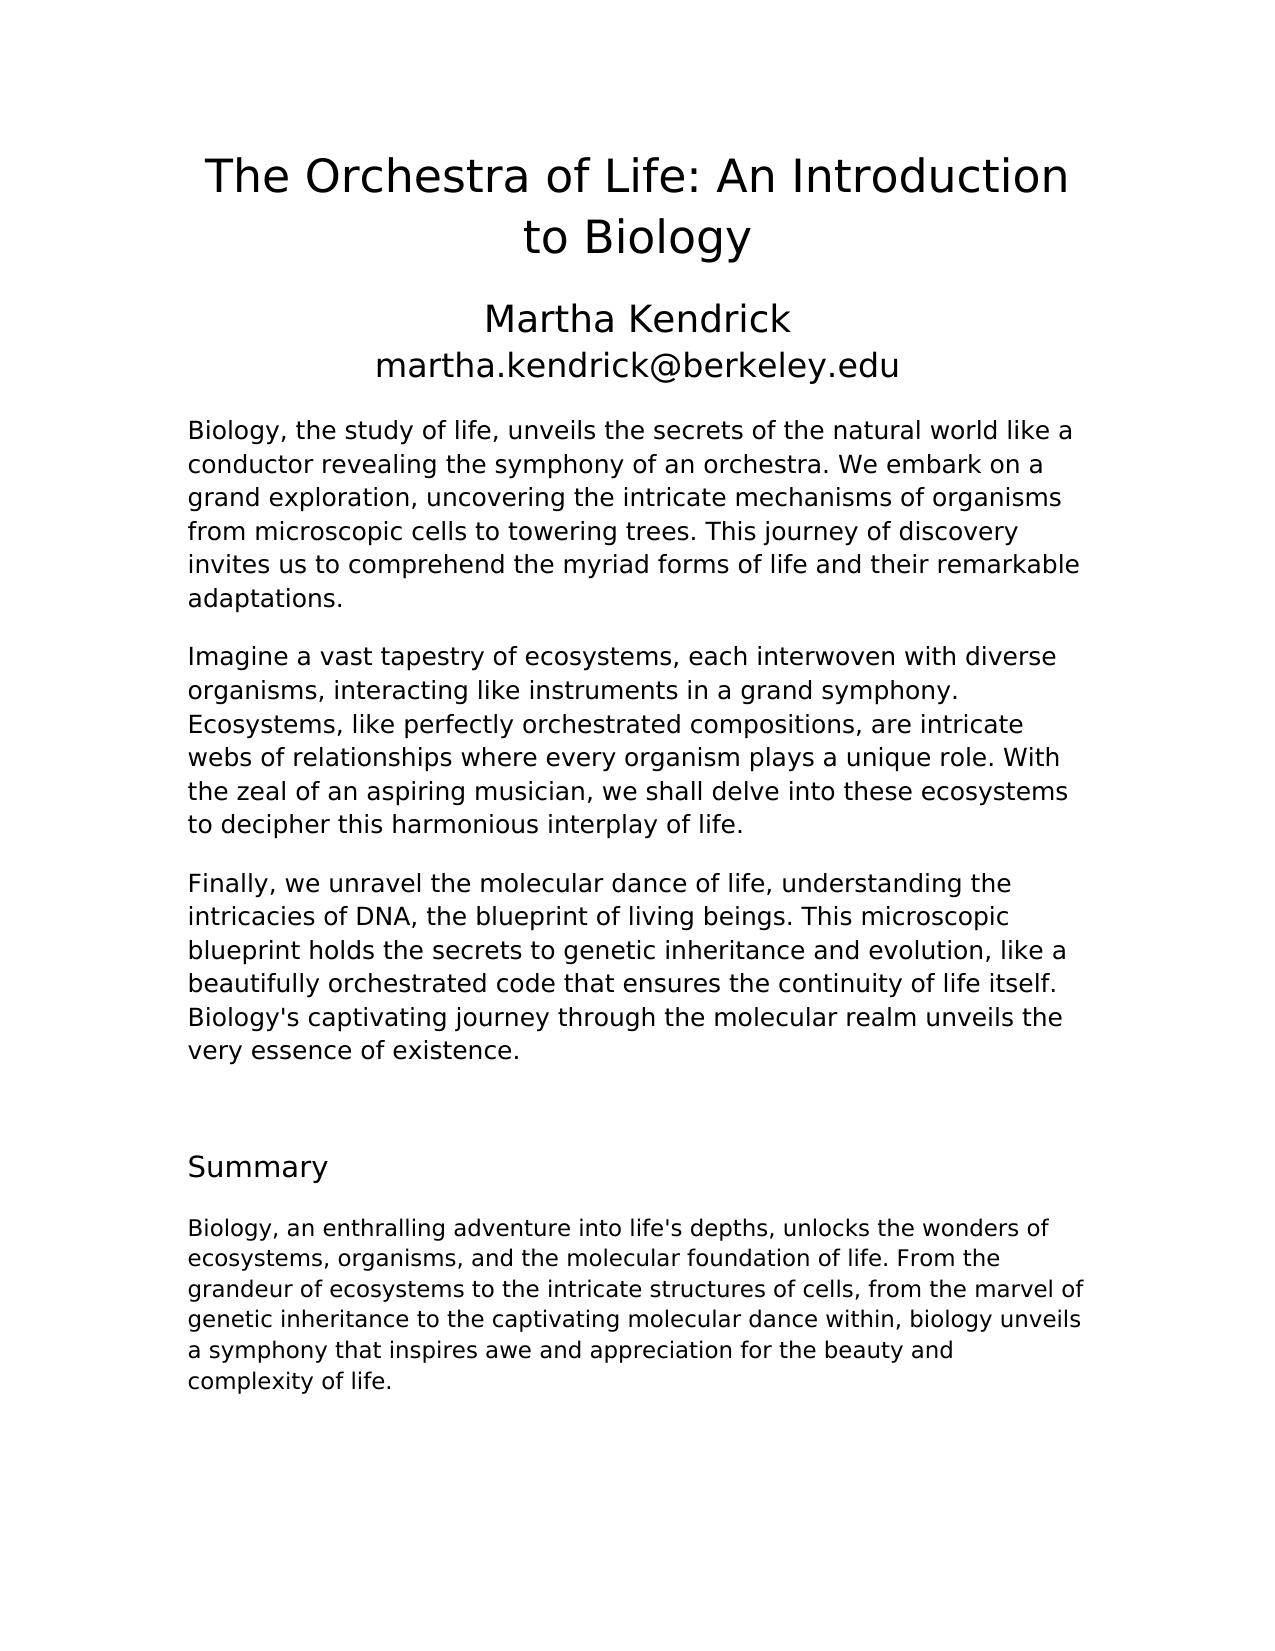 The Orchestra of Life: An Introduction
to Biology
Martha Kendrick
martha.kendrick@berkeley.edu
Biology, the study of life, unveils the secrets of the natural world like a
conductor revealing the symphony of an orchestra. We embark on a
grand exploration, uncovering the intricate mechanisms of organisms
from microscopic cells to towering trees. This journey of discovery
invites us to comprehend the myriad forms of life and their remarkable
adaptations.
Imagine a vast tapestry of ecosystems, each interwoven with diverse
organisms, interacting like instruments in a grand symphony.
Ecosystems, like perfectly orchestrated compositions, are intricate
webs of relationships where every organism plays a unique role. With
the zeal of an aspiring musician, we shall delve into these ecosystems
to decipher this harmonious interplay of life.
Finally, we unravel the molecular dance of life, understanding the
intricacies of DNA, the blueprint of living beings. This microscopic
blueprint holds the secrets to genetic inheritance and evolution, like a
beautifully orchestrated code that ensures the continuity of life itself.
Biology's captivating journey through the molecular realm unveils the
very essence of existence.
Summary
Biology, an enthralling adventure into life's depths, unlocks the wonders of
ecosystems, organisms, and the molecular foundation of life. From the
grandeur of ecosystems to the intricate structures of cells, from the marvel of
genetic inheritance to the captivating molecular dance within, biology unveils
a symphony that inspires awe and appreciation for the beauty and
complexity of life.